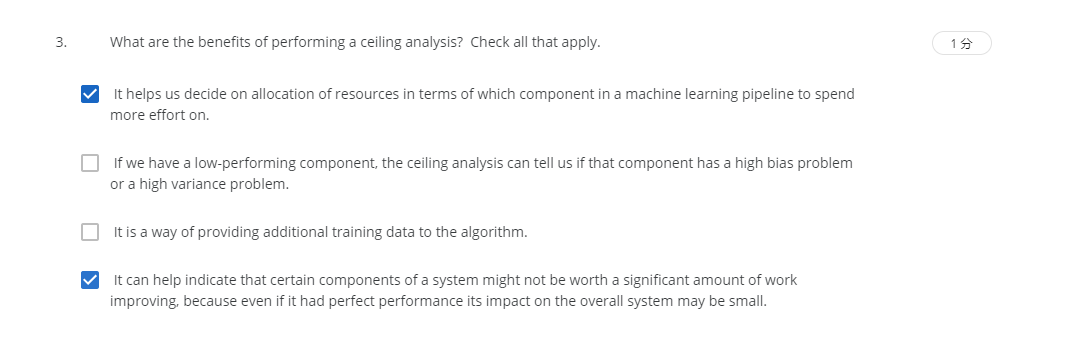 3. What are the benefits of performing a ceiling analysis? Check all that apply.
1 分
It helps us decide on allocation of resources in terms of which component in a machine learning pipeline to spend
more effort on.
If we have a low-performing component, the ceiling analysis can tell us if that component has a high bias problem
or a high variance problem.
It is a way of providing additional training data to the algorithm.
It can help indicate that certain components of a system might not be worth a significant amount of work
improving, because even if it had perfect performance its impact on the overall system may be small.